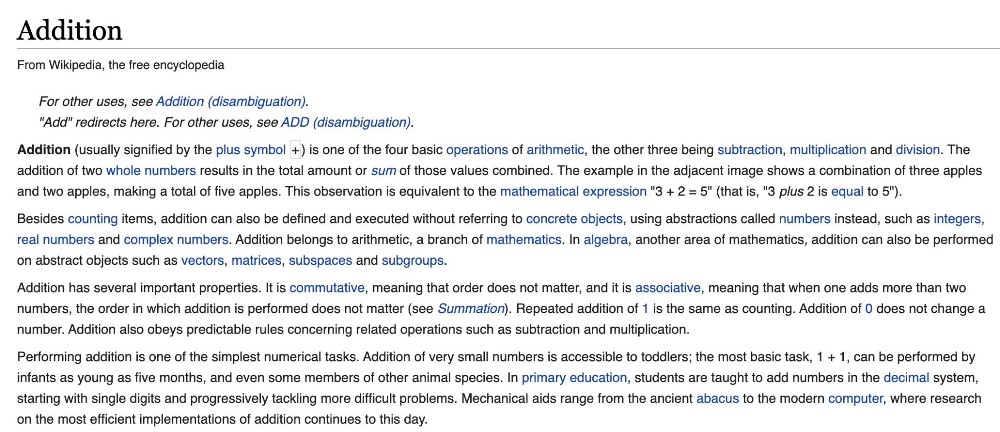 Addition
From Wikipedia, the free encyclopedia
For other uses, see Addition (disambiguation).
"Add" redirects here. For other uses, see ADD (disambiguation).
Addition (usually signified by the plus symbol +) is one of the four basic operations of arithmetic, the other three being subtraction, multiplication and division. The
addition of two whole numbers results in the total amount or sum of those values combined. The example in the adjacent image shows a combination of three apples
and two apples, making a total of five apples. This observation is equivalent to the mathematical expression "3 + 2 = 5" (that is, "3 plus 2 is equal to 5").
Besides counting items, addition can also be defined and executed without referring to concrete objects, using abstractions called numbers instead, such as integers,
real numbers and complex numbers. Addition belongs to arithmetic, a branch of mathematics. In algebra, another area of mathematics, addition can also be performed
on abstract objects such as vectors, matrices, subspaces and subgroups.
Addition has several important properties. It is commutative, meaning that order does not matter, and it is associative, meaning that when one adds more than two
numbers, the order in which addition is performed does not matter (see Summation). Repeated addition of 1 is the same as counting. Addition of 0 does not change a
number. Addition also obeys predictable rules concerning related operations such as subtraction and multiplication.
Performing addition is one of the simplest numerical tasks. Addition of very small numbers is accessible to toddlers; the most basic task, 1 + 1, can be performed by
infants as young as five months, and even some members of other animal species. In primary education, students are taught to add numbers in the decimal system,
starting with single digits and progressively tackling more difficult problems. Mechanical aids range from the ancient abacus to the modern computer, where research
on the most efficient implementations of addition continues to this day.